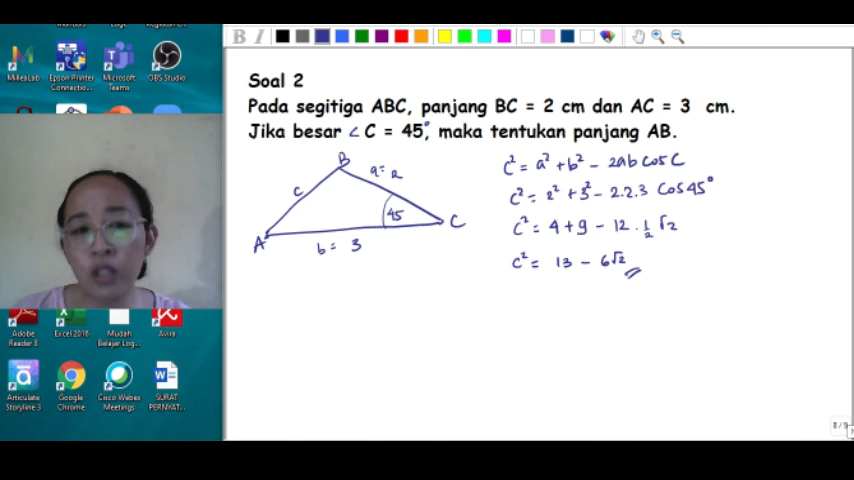 MilleaLab
Epson Printer
Connectio...
Microsoft
Teams
OBS Studio
Adobe
Reader 8
Excel 2016
Mudah
Belajar Log...
Avira
Articulate
Storyline 3
Google
Chrome
Cisco Webex
Meetings
SURAT
PERNYAT...
B I
Soal 2
Pada segitiga ABC, panjang BC = 2 cm dan AC = 3 cm.
Jika besar ∠C = 45°, maka tentukan panjang AB.
B
a = 2
c
45
C
A
b = 3
c² = a² + b² - 2ab cos C
c² = 2² + 3² - 2.2.3 cos 45°
c² = 4 + 9 - 12 . 1/2 √2
c² = 13 - 6√2
8/9